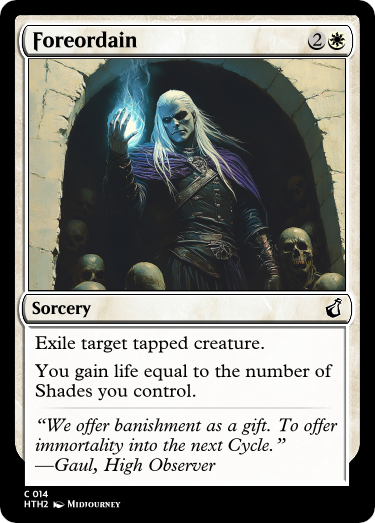 Foreordain 2
Sorcery
Exile target tapped creature.
You gain life equal to the number of
Shades you control.
“We offer banishment as a gift. To offer
immortality into the next Cycle.”
—Gaul, High Observer
C 014
HTH2 Midjourney